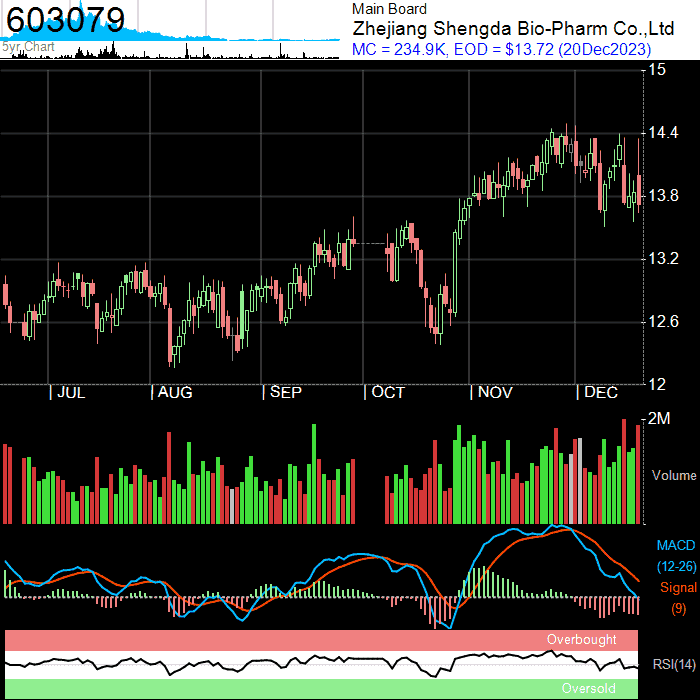 603079
5yr Chart
Main Board
Zhejiang Shengda Bio-Pharm Co.,Ltd
MC = 234.9K, EOD = $13.72 (20Dec2023)
15
14.4
13.8
13.2
12.6
12
| JUL | AUG | SEP | OCT | NOV | DEC
2M
Volume
MACD
(12-26)
Signal
(9)
Overbought
RSI(14)
Oversold